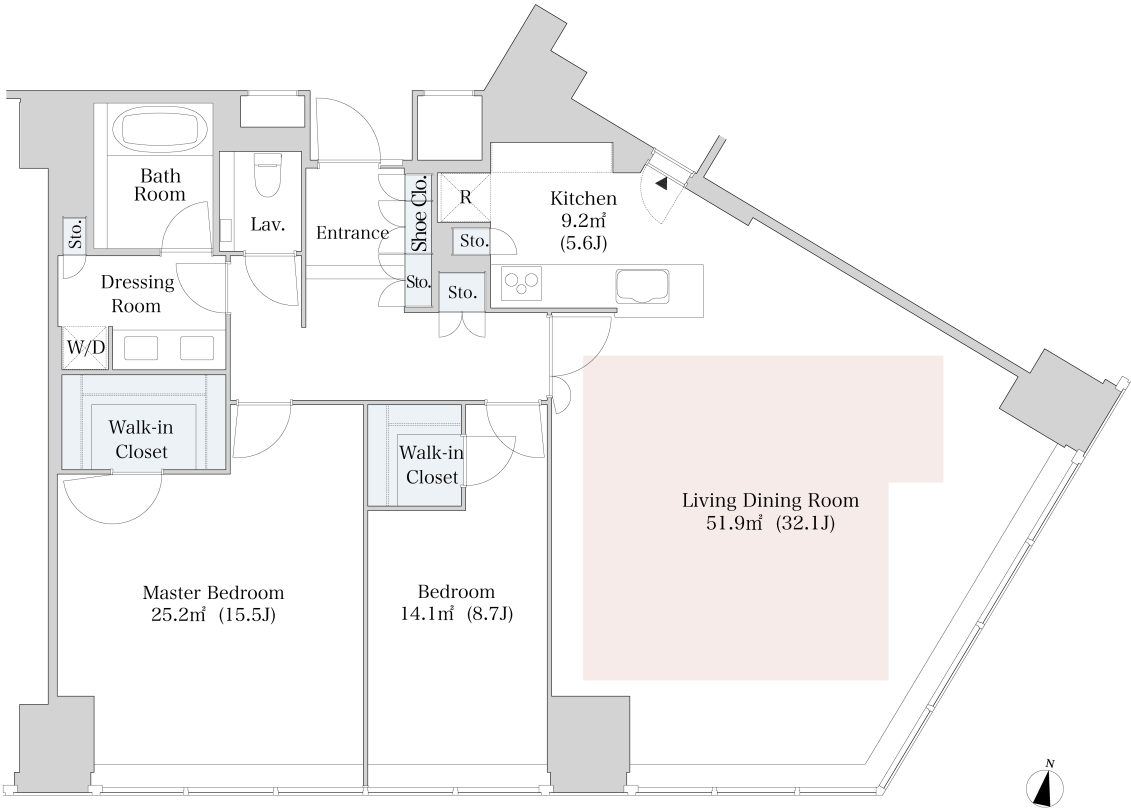 Bath
Room
Sto.
Lav.
Entrance
Shoe Clo.
Sto.
R
Sto.
Sto.
Kitchen
9.2㎡
(5.6J)
Dressing
Room
W/D
Walk-in
Closet
Walk-in
Closet
Living Dining Room
51.9㎡ (32.1J)
Master Bedroom
25.2㎡ (15.5J)
Bedroom
14.1㎡ (8.7J)
N